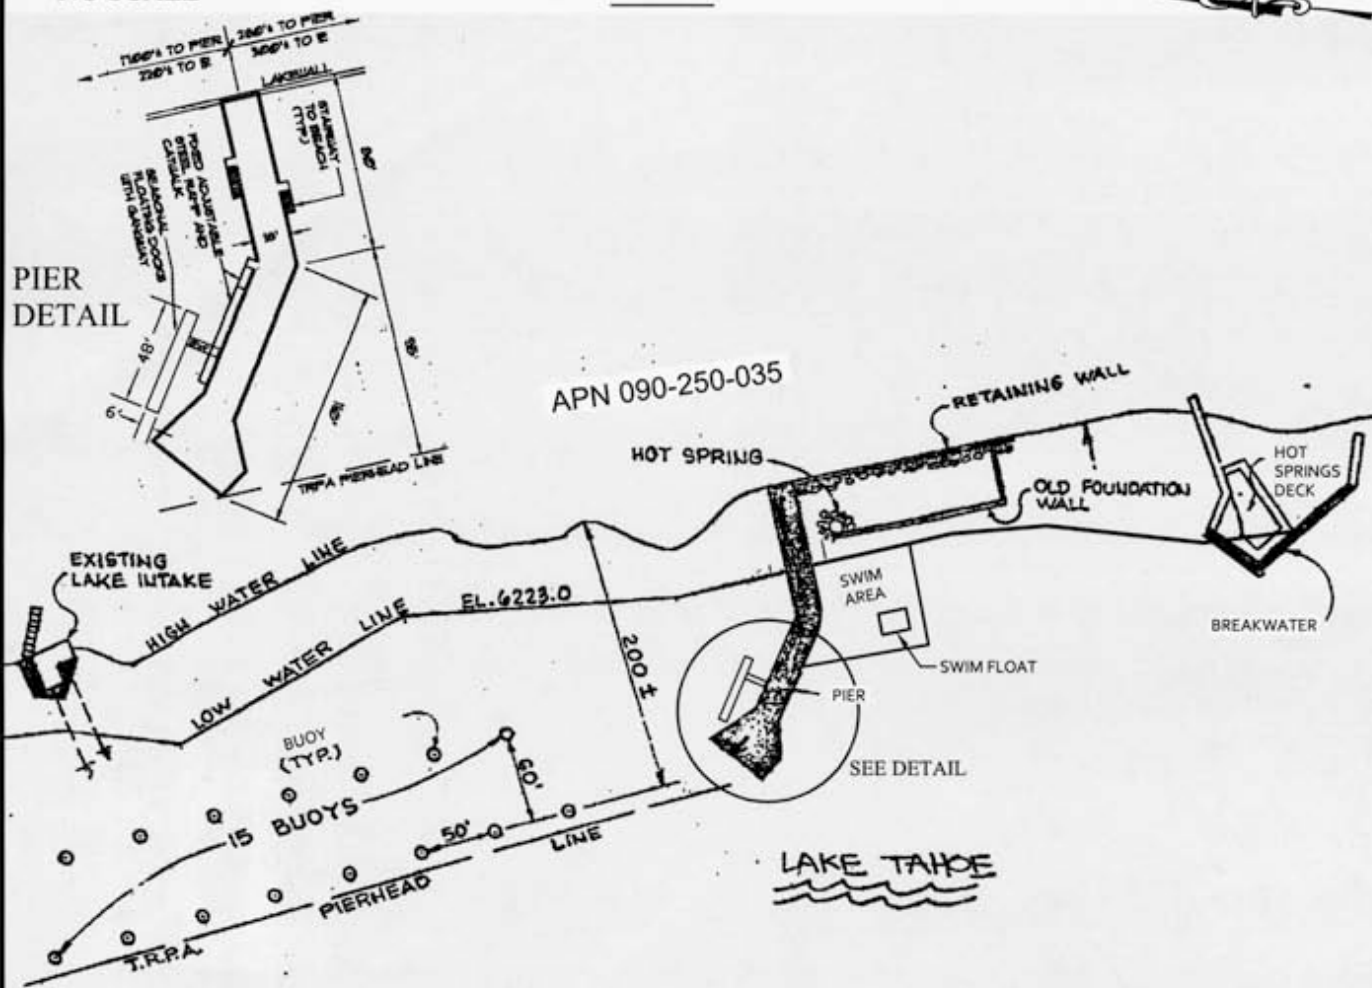 200'± TO PIER
300'± TO
LAKEWALL
STAIRWAY
TO BEACH
(TYP.)
FIXED ADJUSTABLE
STEEL RAMP AND
CATWALK
SEASONAL
FLOATING DOCKS
WITH GANGWAY
PIER
DETAIL
48'
6'
TRPA PIERHEAD LINE
APN 090-250-035
RETAINING WALL
HOT SPRING
OLD FOUNDATION
WALL
HOT
SPRINGS
DECK
BREAKWATER
EXISTING
LAKE INTAKE
HIGH WATER LINE
LOW WATER LINE
EL. 6223.0
200 ±
SWIM
AREA
SWIM FLOAT
PIER
SEE DETAIL
BUOY
(TYP.)
15 BUOYS
50'
T.R.P.A. PIERHEAD LINE
LAKE TAHOE